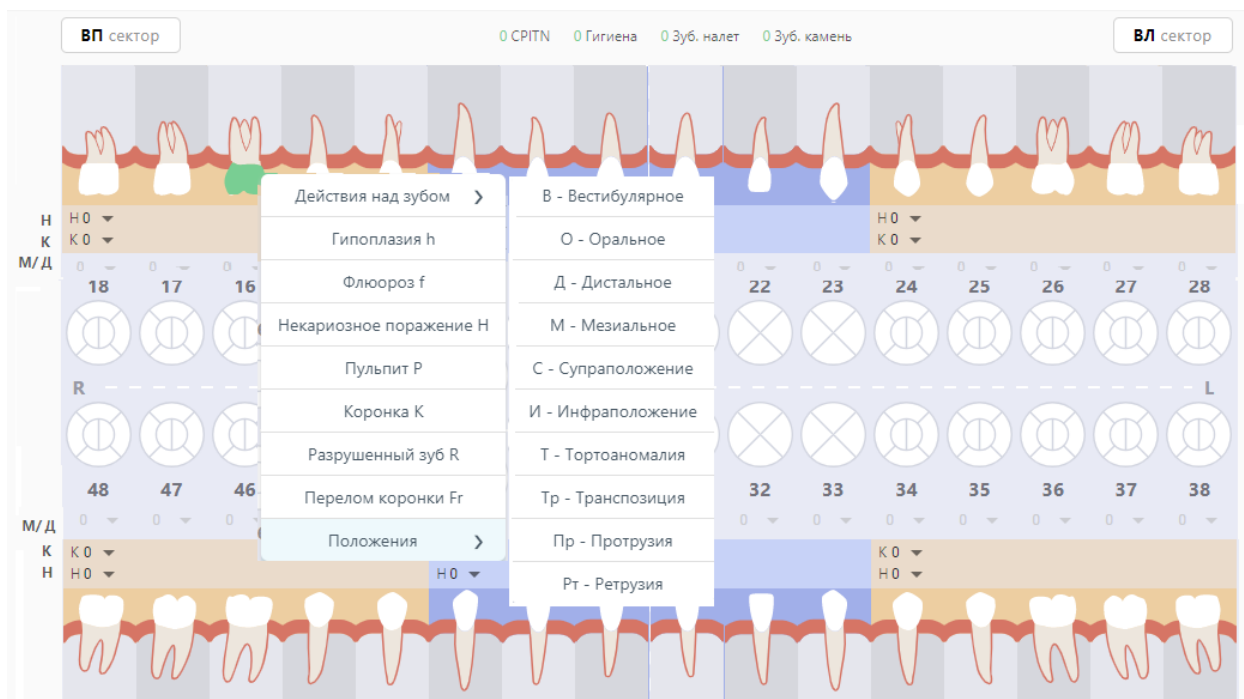 ВП сектор 0 CPITN 0 Гигиена 0 Зуб. налет 0 Зуб. камень ВЛ сектор
Действия над зубом ❯ В - Вестибулярное
Н H 0 H 0
Гипоплазия h О - Оральное
К K 0 K 0
М/Д 0 0 0 0 0 0 0 0 0 0
Флюороз f Д - Дистальное
18 17 16 22 23 24 25 26 27 28
Некариозное поражение Н М - Мезиальное
Пульпит Р С - Супраположение
R L
Коронка К И - Инфраположение
Разрушенный зуб R Т - Тортоаномалия
48 47 46 32 33 34 35 36 37 38
Перелом коронки Fr Тр - Транспозиция
М/Д 0 0 0 0 0 0 0 0 0 0
Положения ❯ Пр - Протрузия
К K 0 K 0
Н H 0 H 0 H 0
Рт - Ретрузия